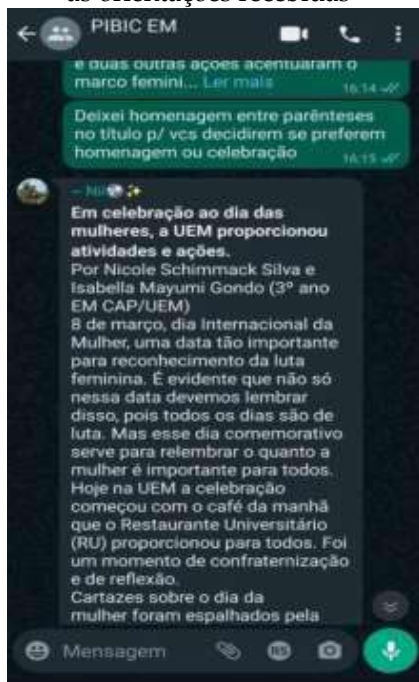 as orientações recebidas
PIBIC EM
e duas outras ações acentuaram o
marco femini... Ler mais
16:14
Deixei homenagem entre parênteses
no título p/ vcs decidirem se preferem
homenagem ou celebração
16:15
Em celebração ao dia das
mulheres, a UEM proporcionou
atividades e ações.
Por Nicole Schimmack Silva e
Isabella Mayumi Gondo (3º ano
EM CAP/UEM)
8 de março, dia Internacional da
Mulher, uma data tão importante
para reconhecimento da luta
feminina. É evidente que não só
nessa data devemos lembrar
disso, pois todos os dias são de
luta. Mas esse dia comemorativo
serve para relembrar o quanto a
mulher é importante para todos.
Hoje na UEM a celebração
começou com o café da manhã
que o Restaurante Universitário
(RU) proporcionou para todos. Foi
um momento de confraternização
e de reflexão.
Cartazes sobre o dia da
mulher foram espalhados pela
Mensagem